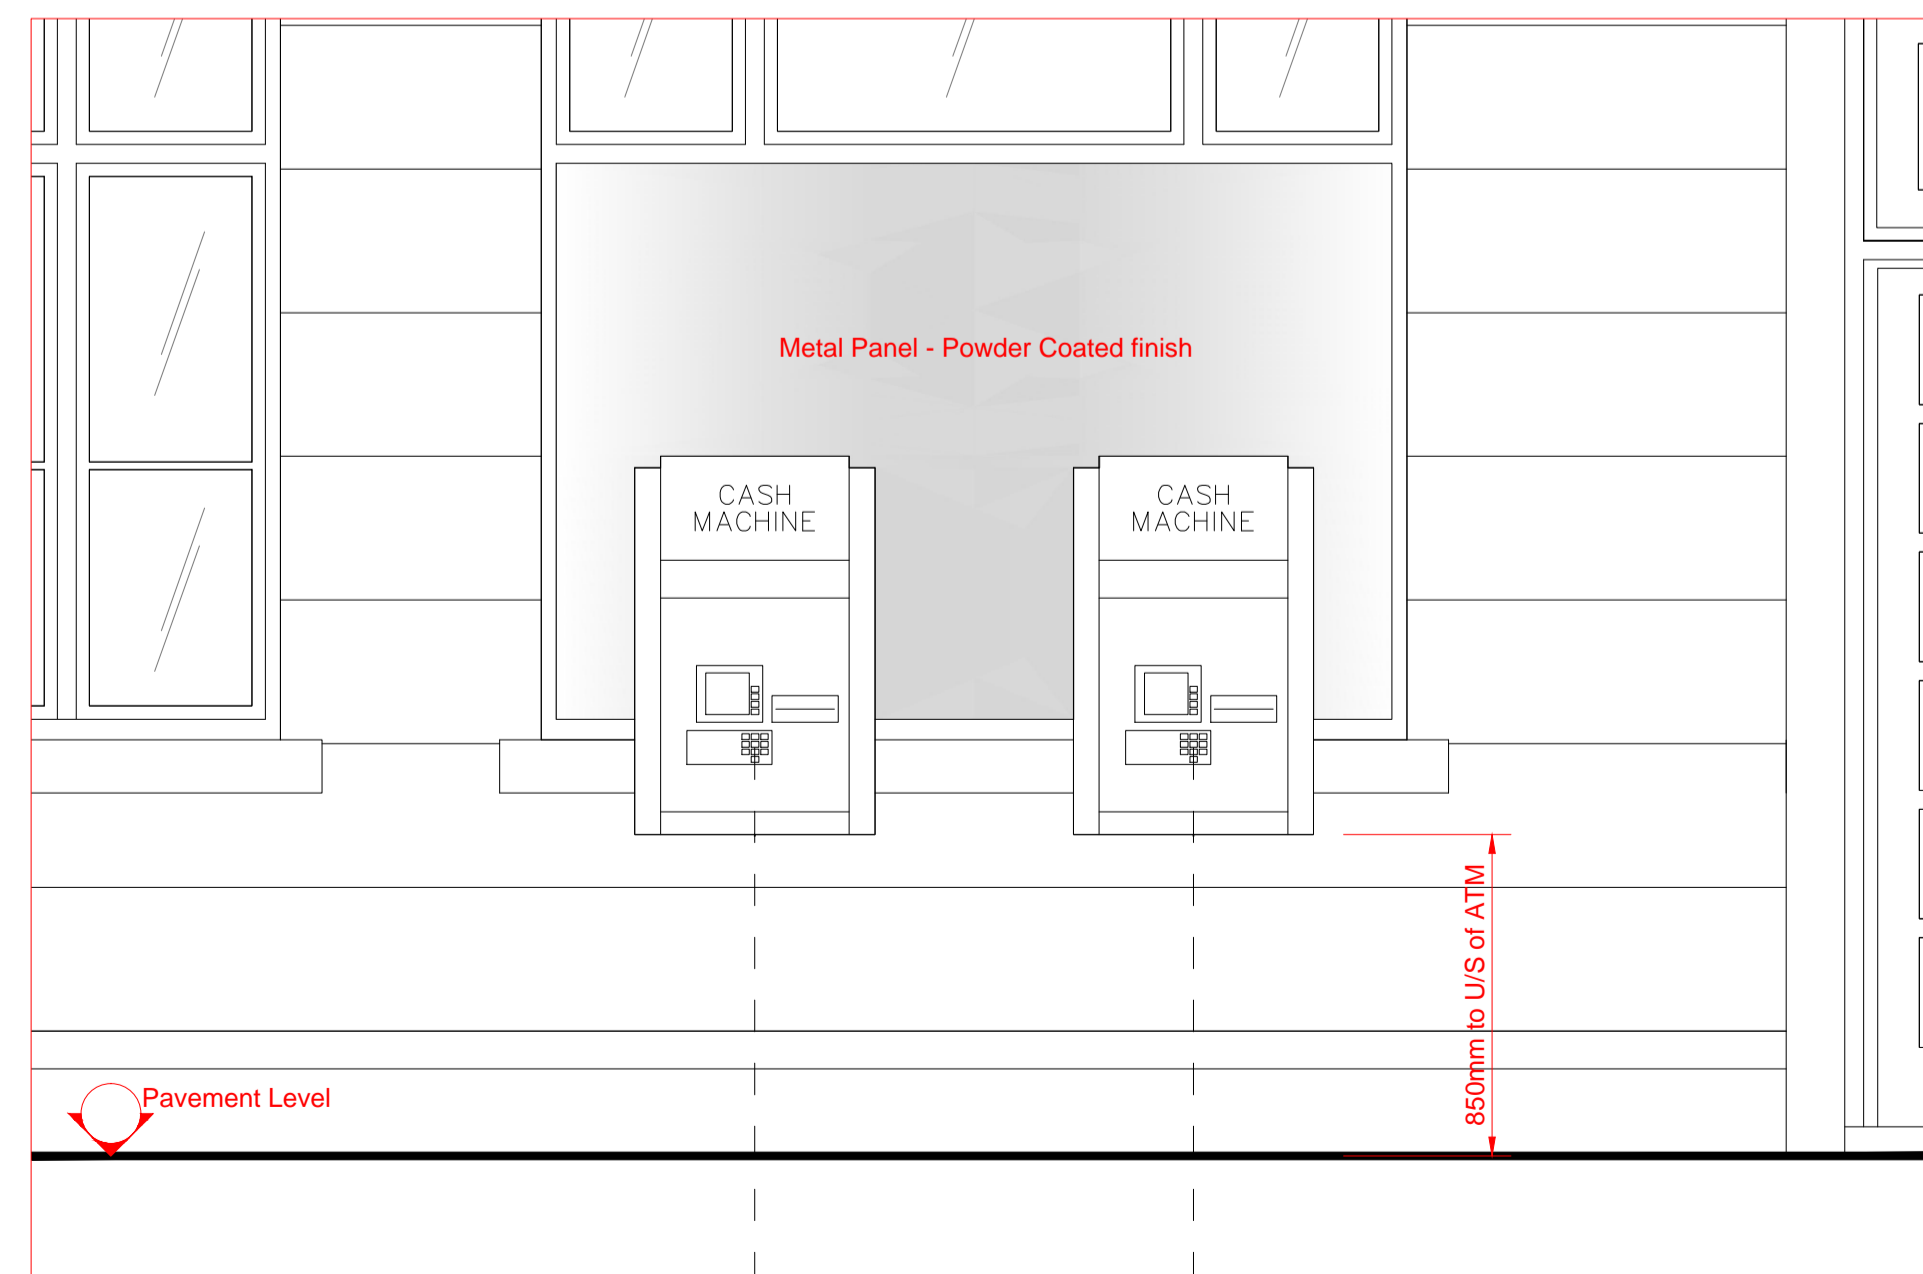 Metal Panel - Powder Coated finish
CASH
MACHINE
CASH
MACHINE
850mm to U/S of ATM
Pavement Level